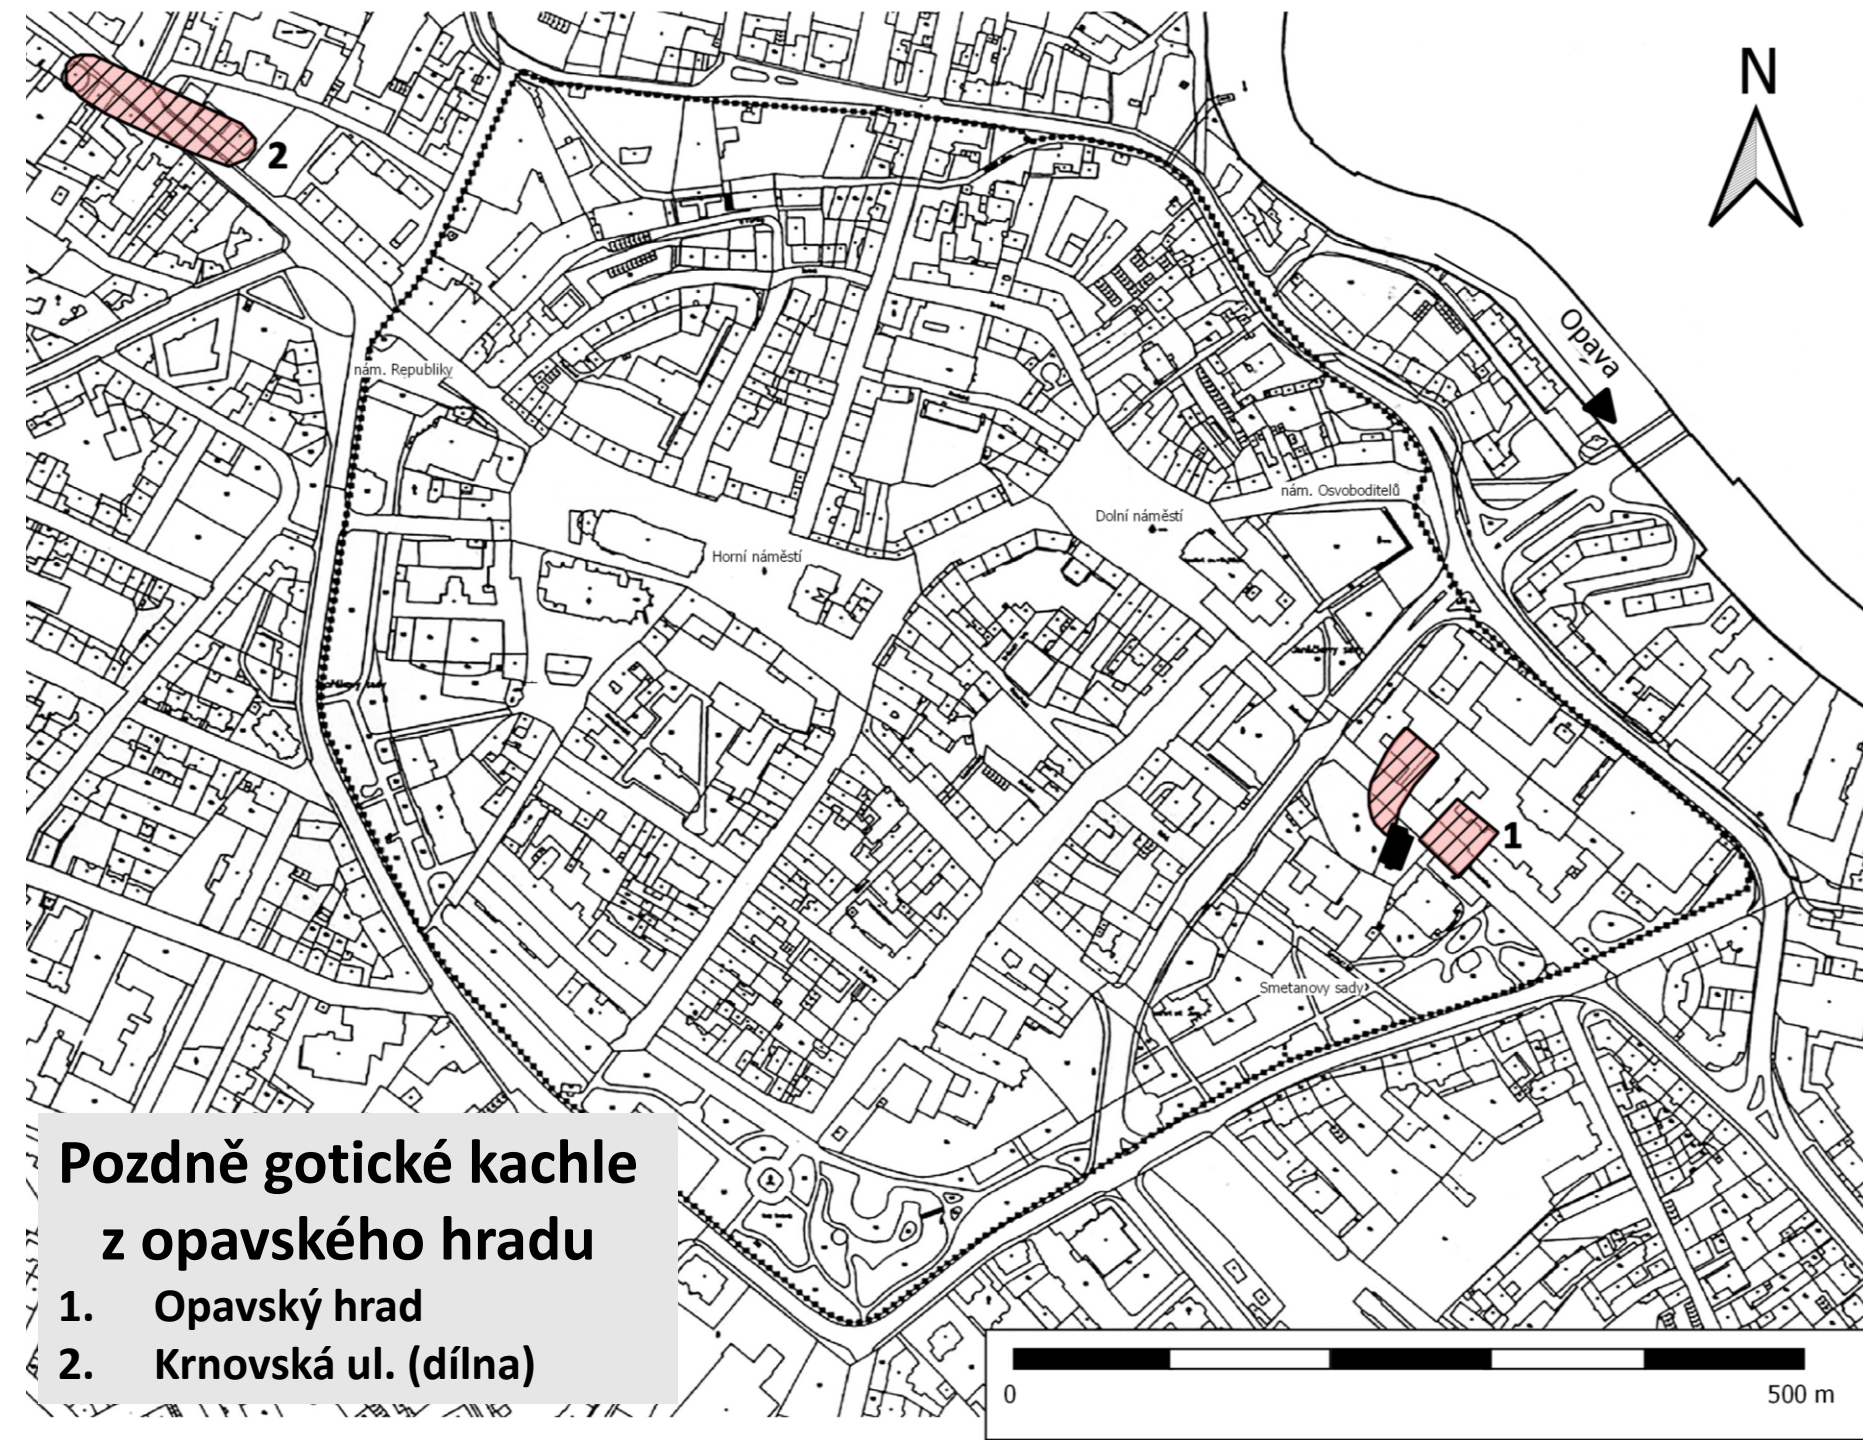 N
2
Opava
nám. Republiky
nám. Osvoboditelů
Dolní náměstí
Horní náměstí
1
Smetanovy sady
Pozdně gotické kachle
z opavského hradu
1. Opavský hrad
2. Krnovská ul. (dílna)
0 500 m